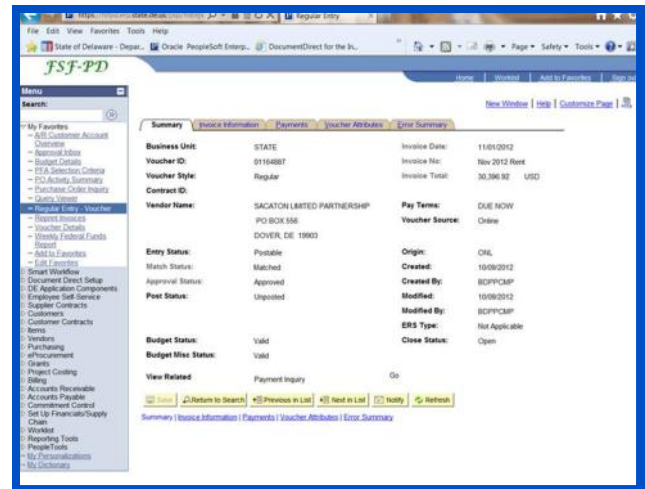 Regular Entry
File Edit View Favorites Tools Help
State of Delaware - Depar... Oracle PeopleSoft Enterp... DocumentDirect for the In... Page Safety Tools
FSF-PD
Home Worklist Add to Favorites Sign out
Menu
Search:
New Window Help Customize Page
My Favorites
A/R Customer Account
Overview
Approval Inbox
Budget Details
PFA Selection Criteria
PO Activity Summary
Purchase Order Inquiry
Query Viewer
Regular Entry - Voucher
Reprint Invoices
Voucher Details
Weekly Federal Funds
Report
Add to Favorites
Edit Favorites
Smart Workflow
Document Direct Setup
DE Application Components
Employee Self-Service
Supplier Contracts
Customers
Customer Contracts
Items
Vendors
Purchasing
eProcurement
Grants
Project Costing
Billing
Accounts Receivable
Accounts Payable
Commitment Control
Set Up Financials/Supply
Chain
Worklist
Reporting Tools
PeopleTools
My Personalizations
My Dictionary
Summary Invoice Information Payments Voucher Attributes Error Summary
Business Unit: STATE Invoice Date: 11/01/2012
Voucher ID: 01164887 Invoice No: Nov 2012 Rent
Voucher Style: Regular Invoice Total: 30,396.92 USD
Contract ID:
Vendor Name: SACATON LIMITED PARTNERSHIP Pay Terms: DUE NOW
PO BOX 556 Voucher Source: Online
DOVER, DE 19903
Entry Status: Postable Origin: ONL
Match Status: Matched Created: 10/09/2012
Approval Status: Approved Created By: BDPPCMP
Post Status: Unposted Modified: 10/09/2012
Modified By: BDPPCMP
ERS Type: Not Applicable
Budget Status: Valid Close Status: Open
Budget Misc Status: Valid
View Related Payment Inquiry Go
Save Return to Search Previous in List Next in List Notify Refresh
Summary | Invoice Information | Payments | Voucher Attributes | Error Summary